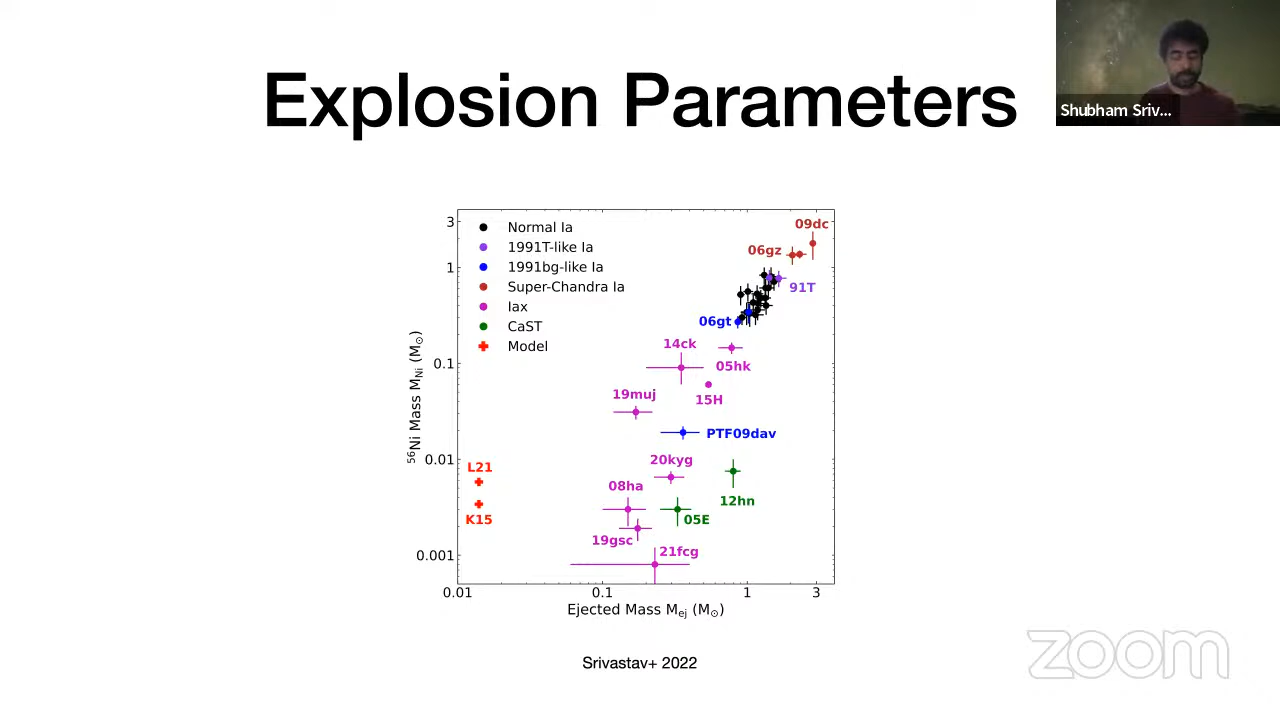 Explosion Parameters
Shubham Sriv...
Normal Ia
1991T-like Ia
1991bg-like Ia
Super-Chandra Ia
Iax
CaST
Model
09dc
06gz
91T
06gt
14ck
05hk
15H
19muj
PTF09dav
20kyg
L21
08ha
12hn
K15
05E
19gsc
21fcg
3
1
0.1
0.01
0.001
⁵⁶Ni Mass M_Ni (M_⊙)
0.01
0.1
1
3
Ejected Mass M_ej (M_⊙)
Srivastav+ 2022
zoom